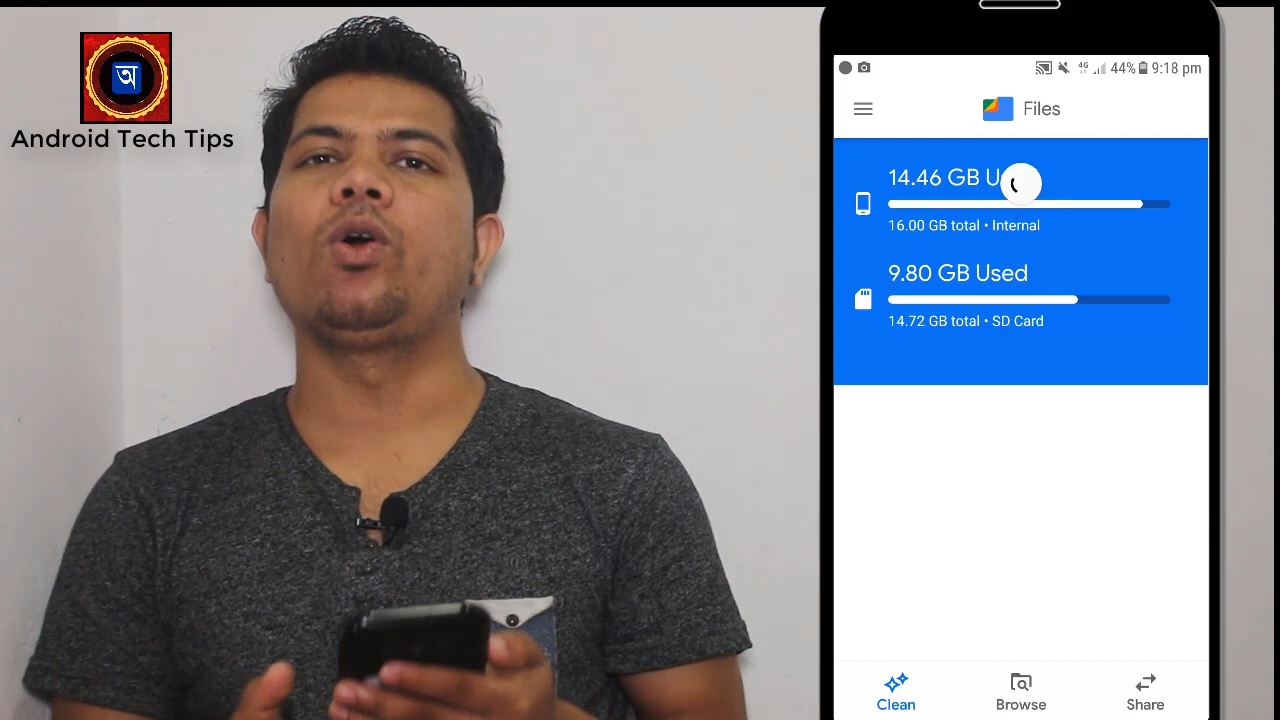 অ
Android Tech Tips
4G 44% 9:18 pm
Files
14.46 GB U
16.00 GB total • Internal
9.80 GB Used
14.72 GB total • SD Card
Clean
Browse
Share